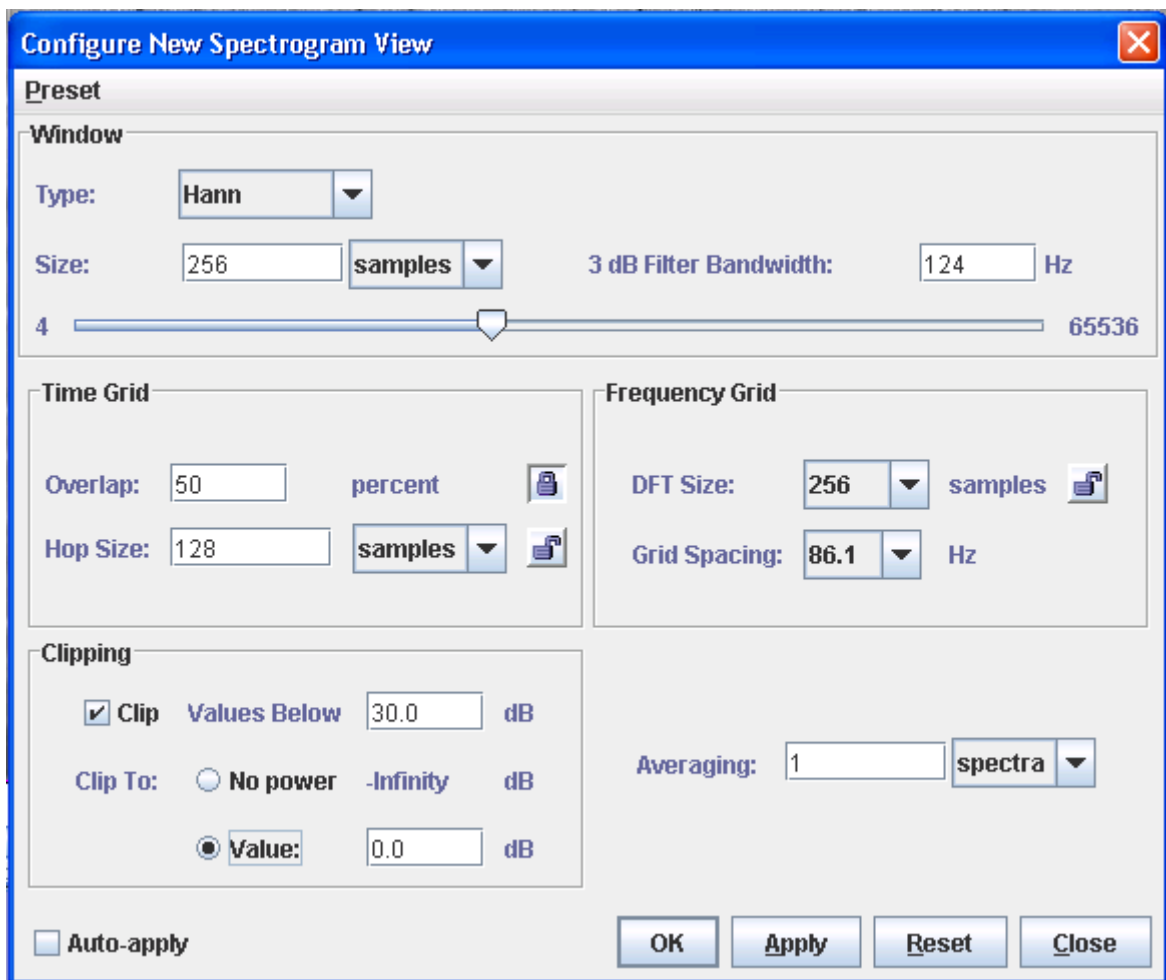 Configure New Spectrogram View
Preset
Window
Type: Hann
Size: 256 samples 3 dB Filter Bandwidth: 124 Hz
4 65536
Time Grid
Overlap: 50 percent
Hop Size: 128 samples
Frequency Grid
DFT Size: 256 samples
Grid Spacing: 86.1 Hz
Clipping
Clip Values Below 30.0 dB
Clip To: No power -Infinity dB
Value: 0.0 dB
Averaging: 1 spectra
Auto-apply OK Apply Reset Close